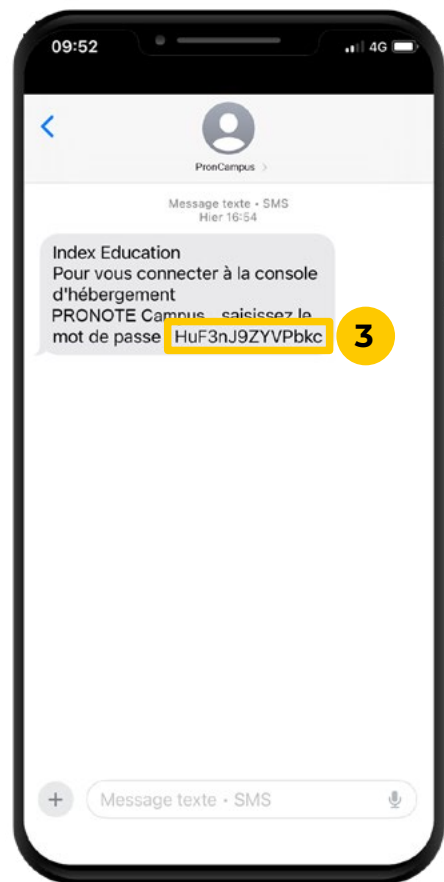 09:52
4G
PronCampus >
Message texte • SMS
Hier 16:54
Index Education
Pour vous connecter à la console
d'hébergement
PRONOTE Campus saisissez le
mot de passe HuF3nJ9ZYVPbkc
3
Message texte • SMS